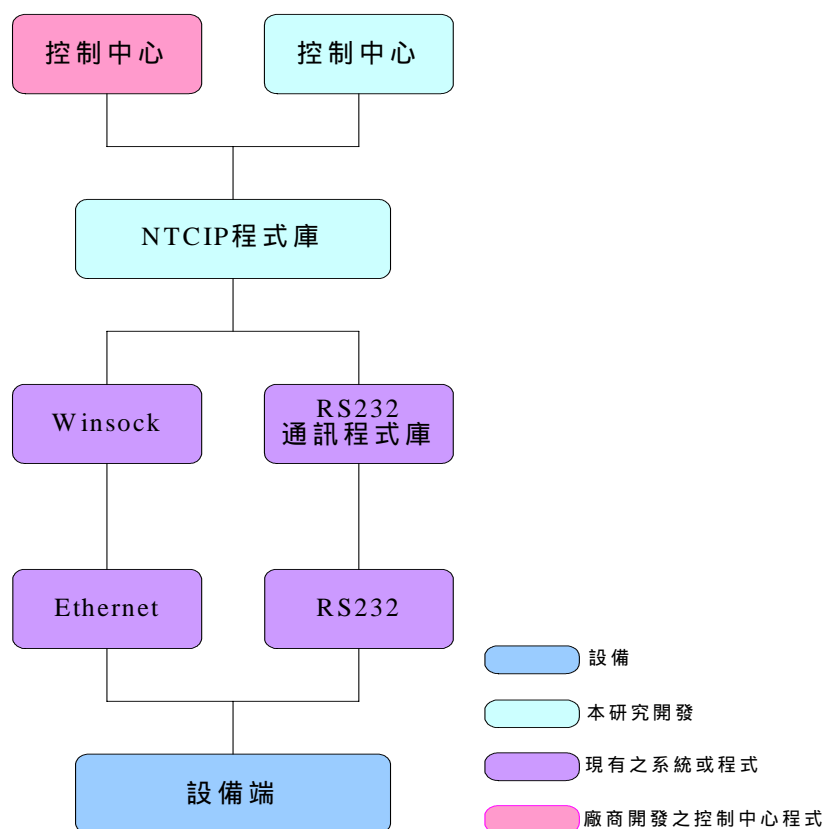 控制中心
控制中心
NTCIP程式庫
Winsock
RS232
通訊程式庫
Ethernet
RS232
設備端
設備
本研究開發
現有之系統或程式
廠商開發之控制中心程式